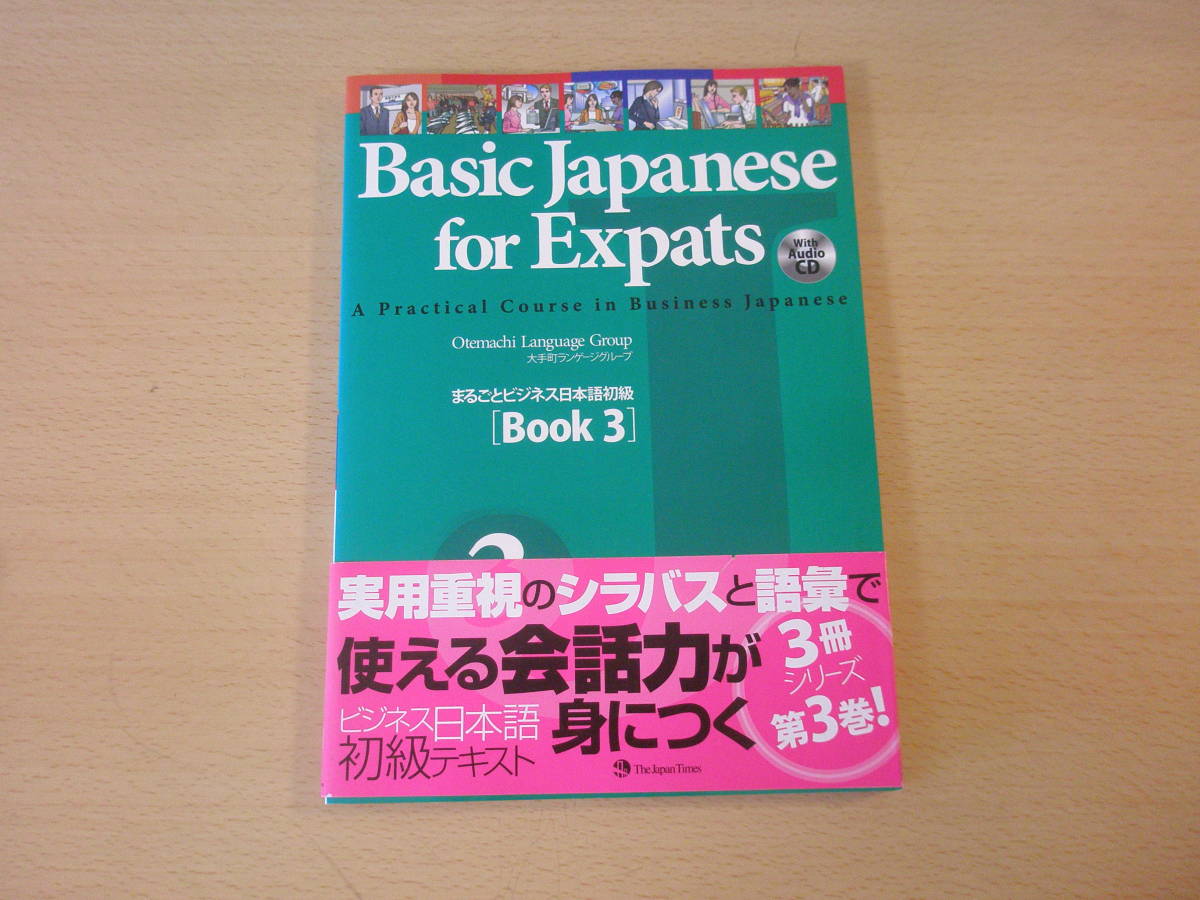 Basic Japanese
for Expats
With
Audio
CD
A Practical Course in Business Japanese
Otemachi Language Group
大手町ランゲージグループ
まるごとビジネス日本語初級
[Book 3]
3
実用重視のシラバスと語彙で
使える会話力が
身につく
ビジネス日本語
初級テキスト
3冊
シリーズ
第3巻!
The Japan Times